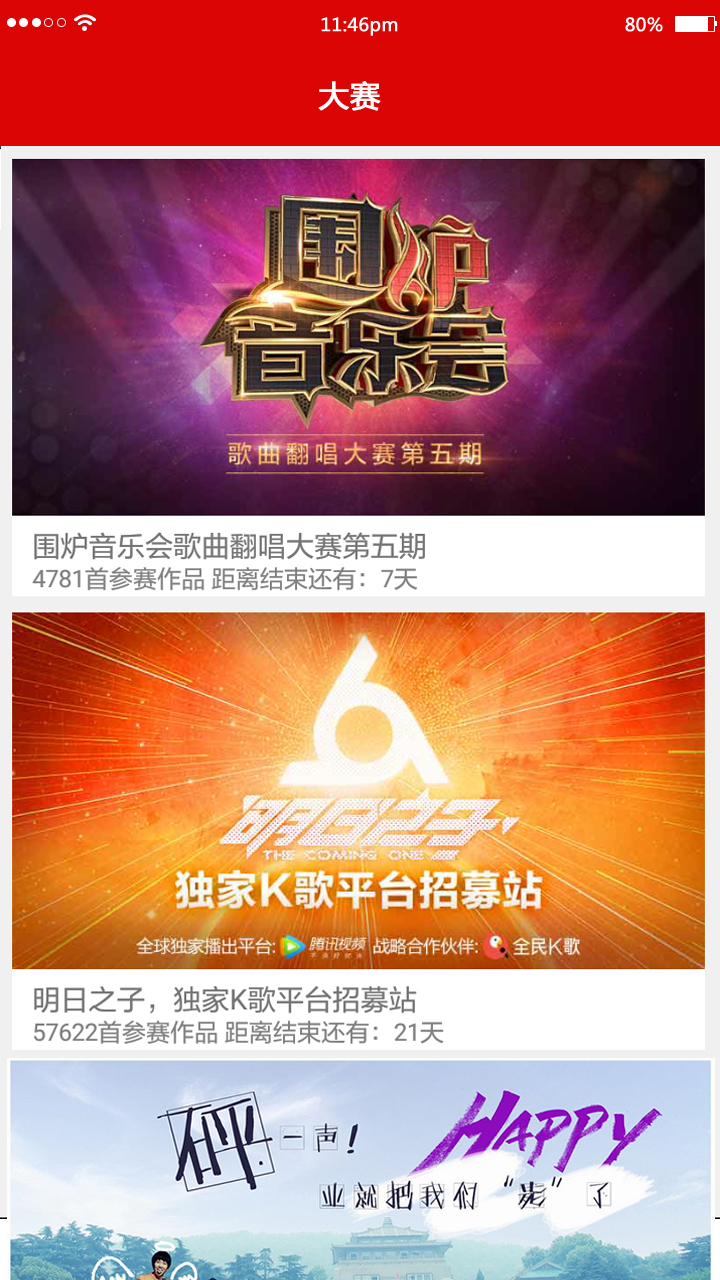 11:46pm
80%
大赛
围炉
音乐会
歌曲翻唱大赛第五期
围炉音乐会歌曲翻唱大赛第五期
4781首参赛作品 距离结束还有：7天
明日之子
THE COMING ONE
独家K歌平台招募站
全球独家播出平台: 腾讯视频 战略合作伙伴: 全民K歌
明日之子，独家K歌平台招募站
57622首参赛作品 距离结束还有：21天
砰一声!
HAPPY
业就把我们“米”了